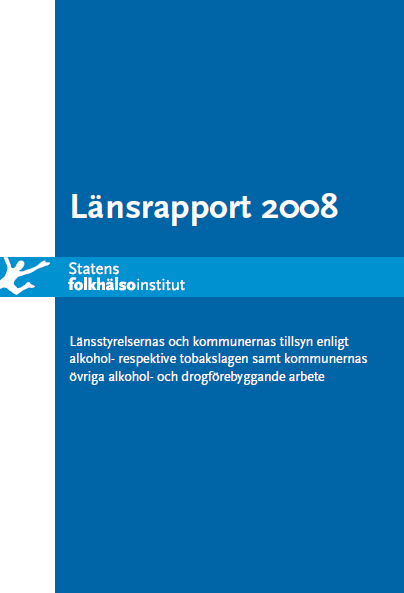 Länsrapport 2008
Statens
folkhälsoinstitut
Länsstyrelsernas och kommunernas tillsyn enligt
alkohol- respektive tobakslagen samt kommunernas
övriga alkohol- och drogförebyggande arbete